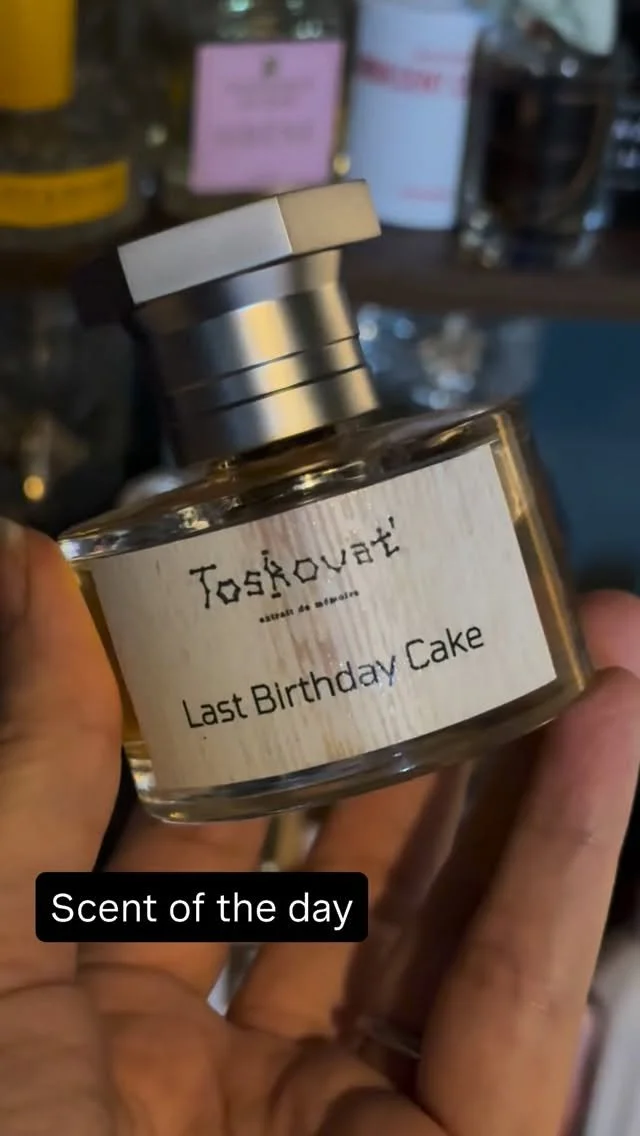 Toskovat'
extrait de mémoire
Last Birthday Cake
Scent of the day